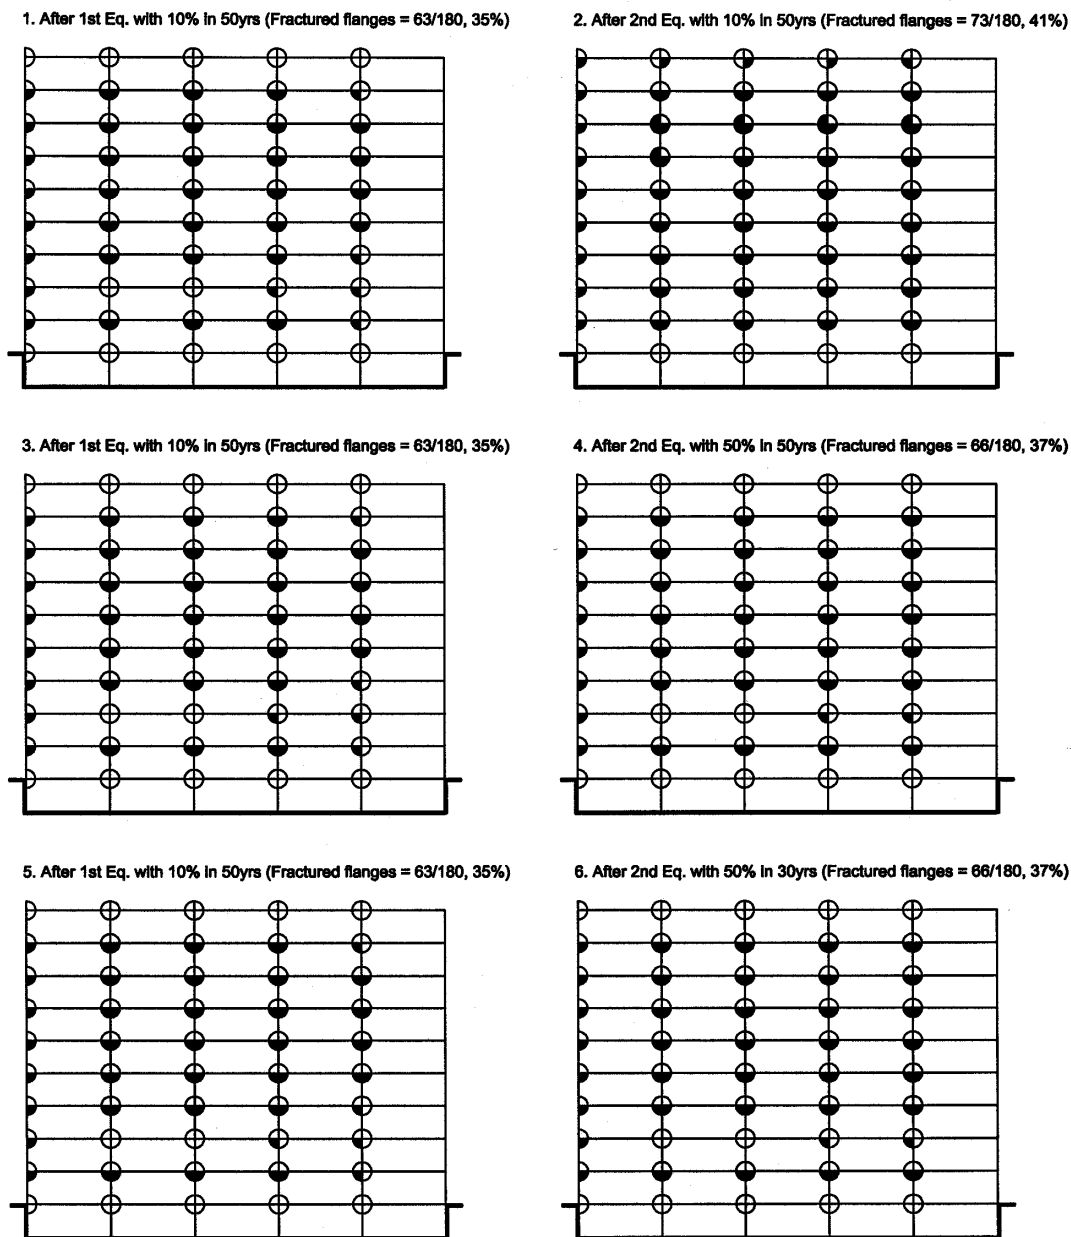 1. After 1st Eq. with 10% in 50yrs (Fractured flanges = 63/180, 35%)
2. After 2nd Eq. with 10% in 50yrs (Fractured flanges = 73/180, 41%)
3. After 1st Eq. with 10% in 50yrs (Fractured flanges = 63/180, 35%)
4. After 2nd Eq. with 50% in 50yrs (Fractured flanges = 66/180, 37%)
5. After 1st Eq. with 10% in 50yrs (Fractured flanges = 63/180, 35%)
6. After 2nd Eq. with 50% in 30yrs (Fractured flanges = 66/180, 37%)